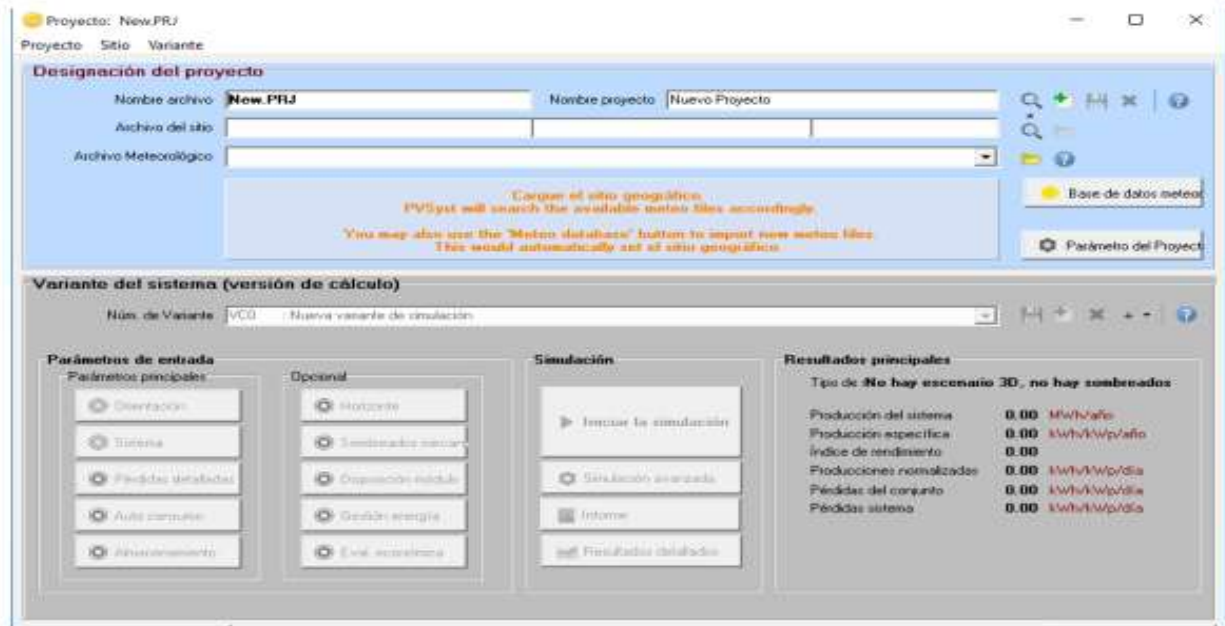 Proyecto: New.PRJ
Proyecto Sitio Variante
Designación del proyecto
Nombre archivo New.PRJ Nombre proyecto Nuevo Proyecto
Archivo del sitio
Archivo Meteorológico
Cargue el sitio geográfico.
PVSyst will search the available meteo files accordingly.
You may also use the 'Meteo database' button to import new meteo files.
This would automatically set el sitio geográfico
Base de datos meteor
Parámetro del Proyect
Variante del sistema (versión de cálculo)
Núm. de Variante VC0 : Nueva variante de simulación
Parámetros de entrada
Parámetros principales
Orientación
Sistema
Pérdidas detalladas
Auto consumo
Almacenamiento
Opcional
Horizonte
Sombreados cercan
Disposición módulo
Gestión energía
Eval. económica
Simulación
Iniciar la simulación
Simulación avanzada
Informe
Resultados detallados
Resultados principales
Tipo de :No hay escenario 3D, no hay sombreados
Producción del sistema 0.00 MWh/año
Producción específica 0.00 kWh/kWp/año
Índice de rendimiento 0.00
Producciones normalizadas 0.00 kWh/kWp/día
Pérdidas del conjunto 0.00 kWh/kWp/día
Pérdidas sistema 0.00 kWh/kWp/día